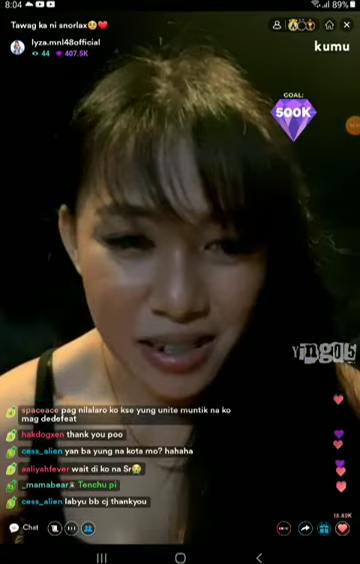 8:04
89%
Tawag ka ni snorlax🥺❤️
lyza.mnl48official
44 407.5K
kumu
GOAL:
500K
spaceace pag nilalaro ko kse yung unite muntik na ko
mag dedefeat
hakdogxen thank you poo
cess_alien yan ba yung na kota mo? hahaha
aaliyahfever wait di ko na Sr😭
_mamabear Tenchu pi
cess_alien labyu bb cj thankyou
Chat